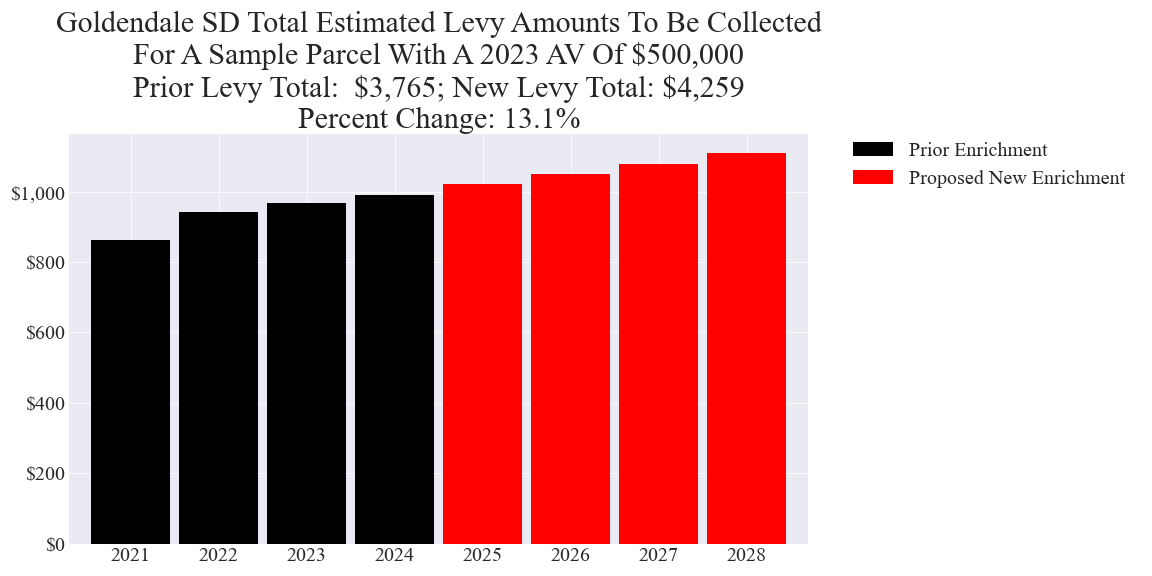 Goldendale SD Total Estimated Levy Amounts To Be Collected
For A Sample Parcel With A 2023 AV Of $500,000
Prior Levy Total:  $3,765; New Levy Total: $4,259
Percent Change: 13.1%
Prior Enrichment
Proposed New Enrichment
$1,000
$800
$600
$400
$200
$0
2021 2022 2023 2024 2025 2026 2027 2028